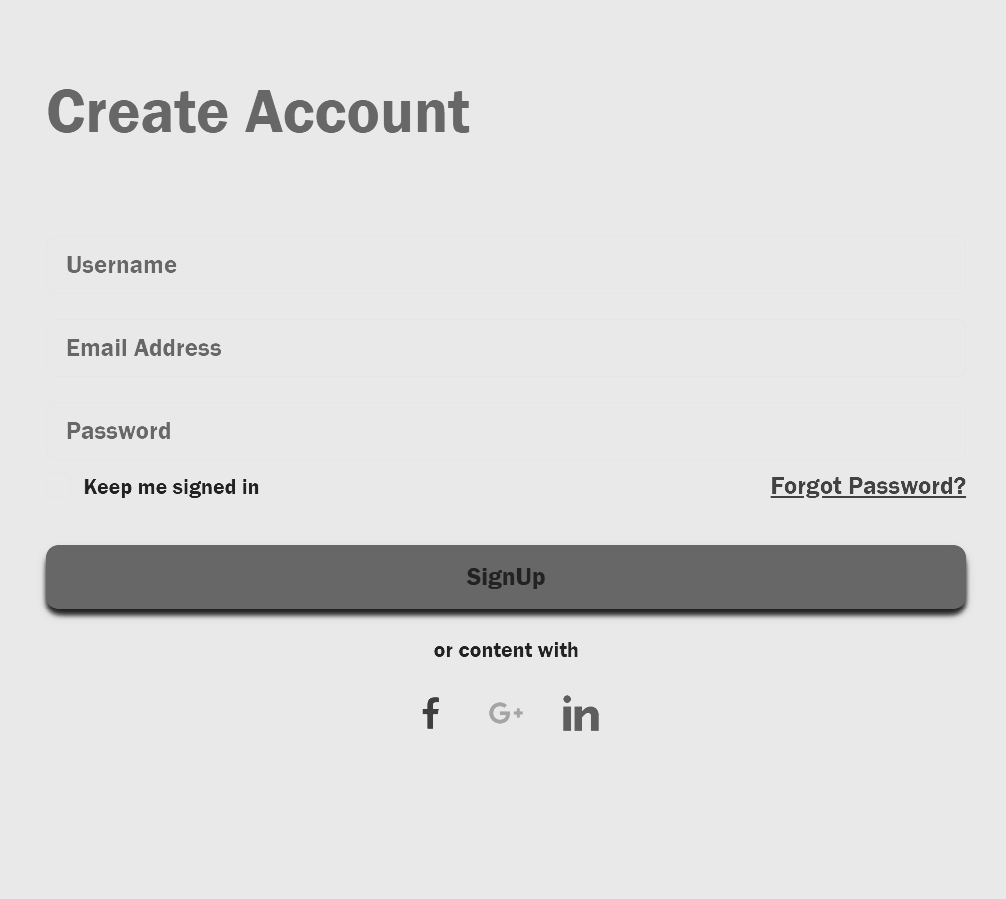 Create Account
Username
Email Address
Password
Keep me signed in
Forgot Password?
SignUp
or content with
f G+ in